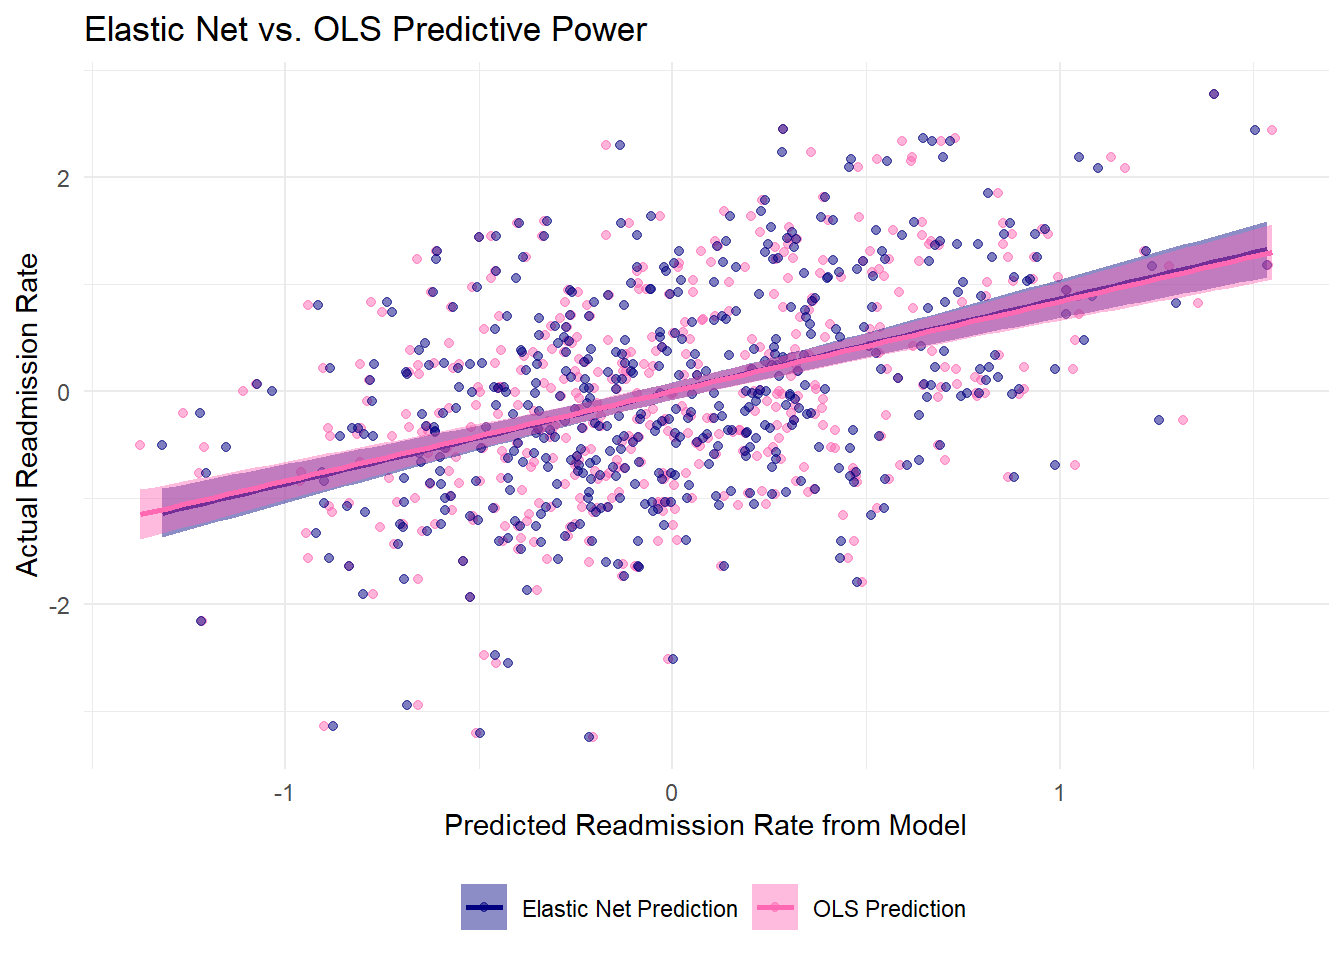 Elastic Net vs. OLS Predictive Power
Actual Readmission Rate
2
0
-2
-1
0
1
Predicted Readmission Rate from Model
Elastic Net Prediction
OLS Prediction